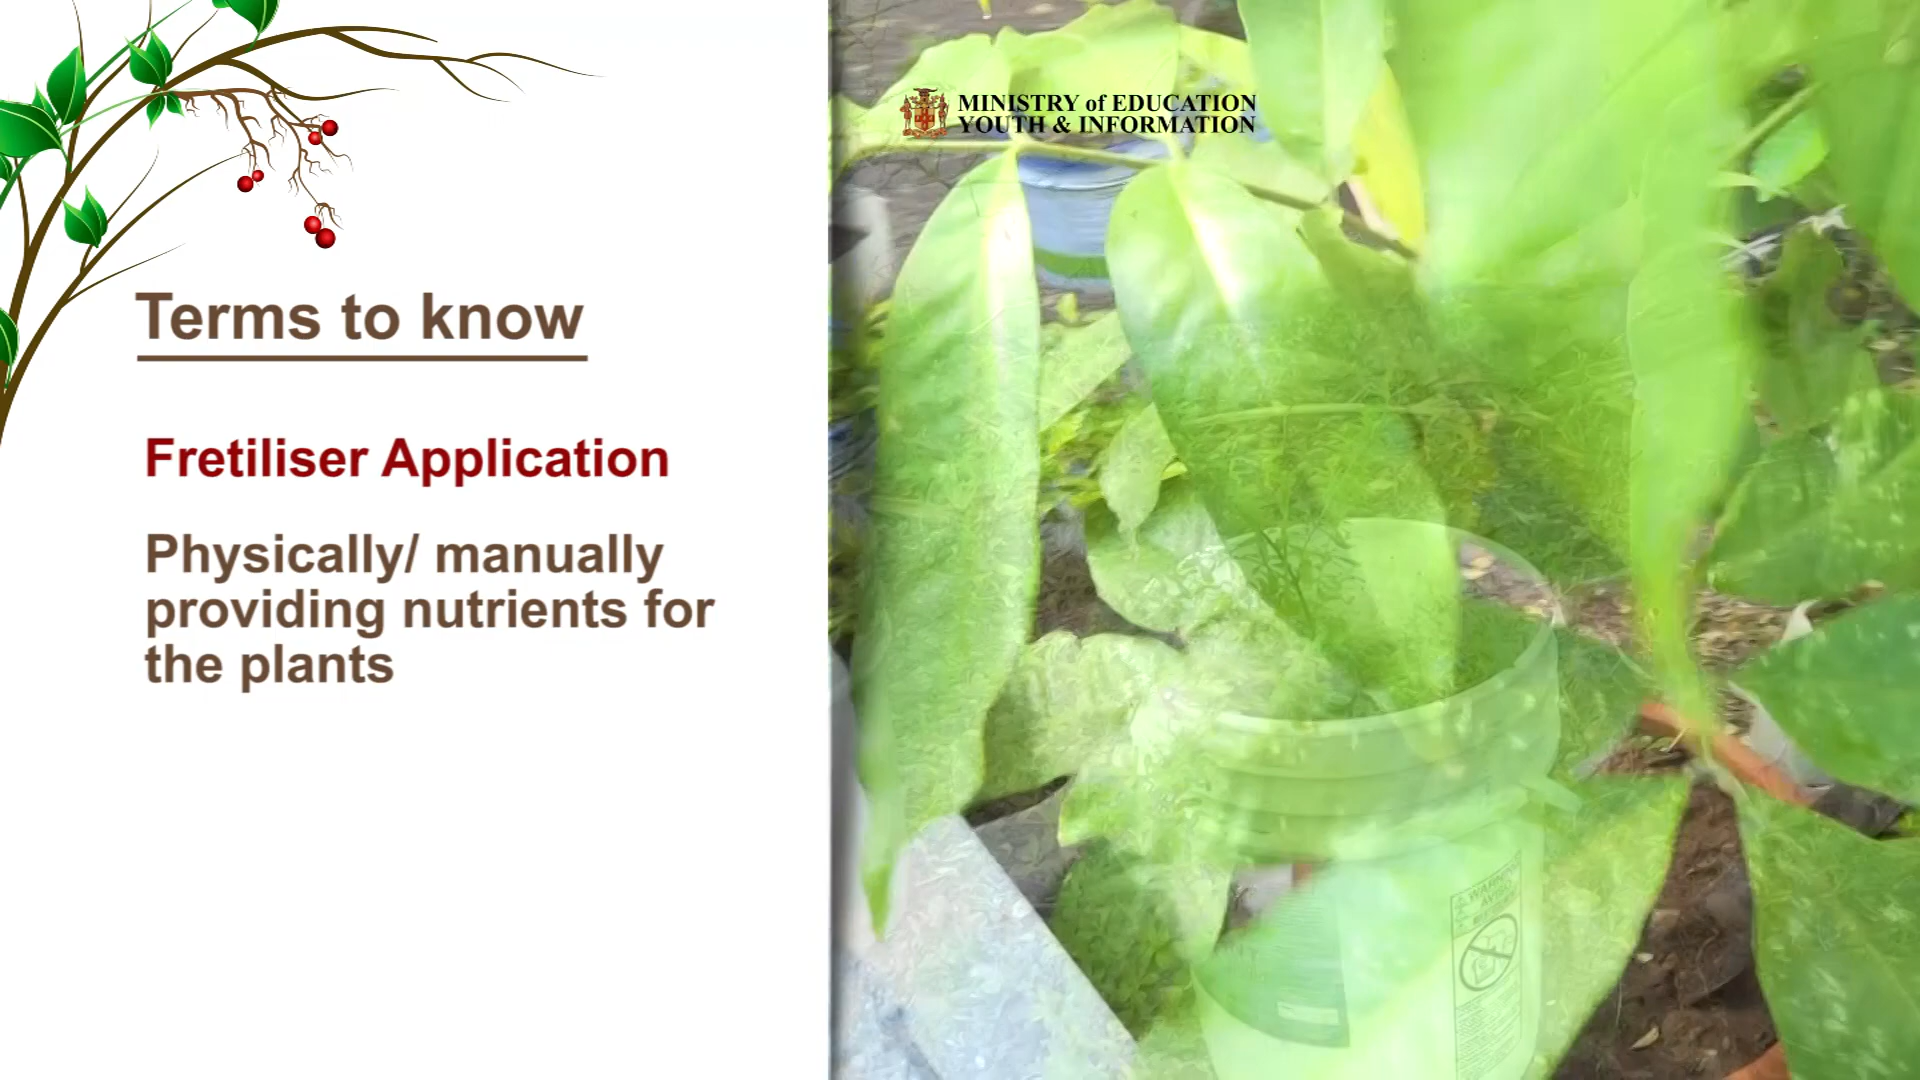 MINISTRY of EDUCATION
YOUTH & INFORMATION
Terms to know
Fretiliser Application
Physically/ manually
providing nutrients for
the plants